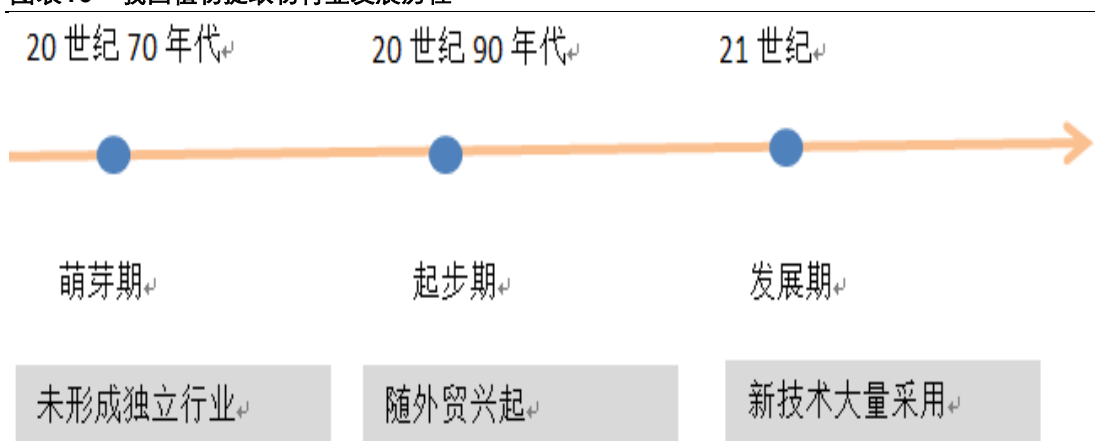 20 世纪 70 年代
20 世纪 90 年代
21 世纪
萌芽期
起步期
发展期
未形成独立行业
随外贸兴起
新技术大量采用